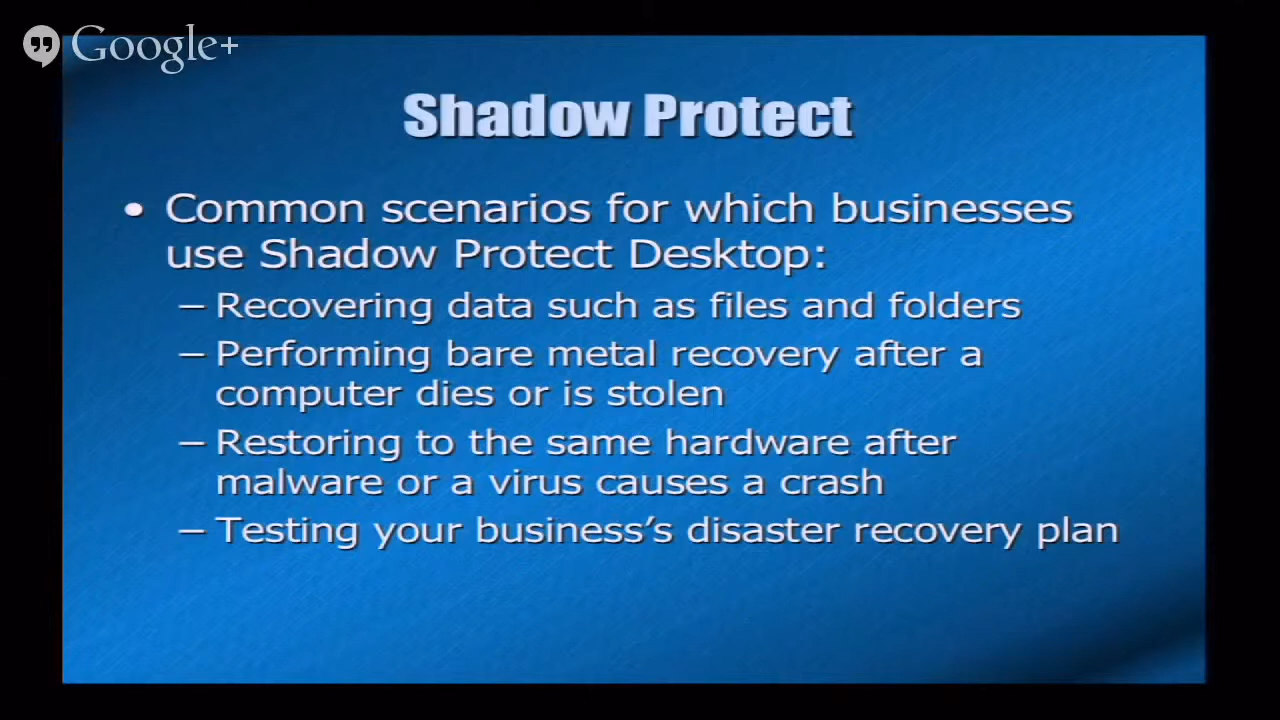 Google+
Shadow Protect
• Common scenarios for which businesses
use Shadow Protect Desktop:
– Recovering data such as files and folders
– Performing bare metal recovery after a
computer dies or is stolen
– Restoring to the same hardware after
malware or a virus causes a crash
– Testing your business’s disaster recovery plan